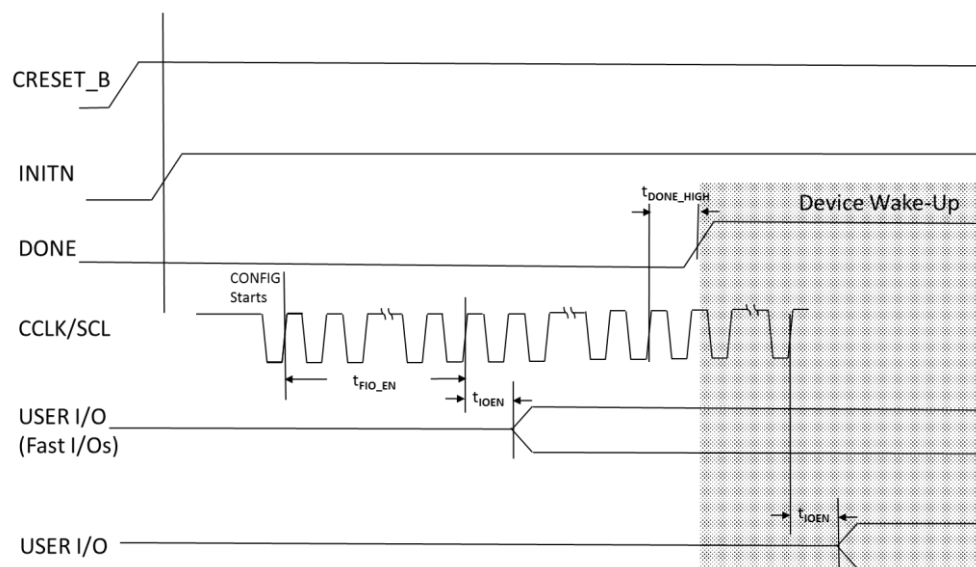 CRESET_B
INITN
tDONE_HIGH
Device Wake-Up
DONE
CONFIG
Starts
CCLK/SCL
tFIO_EN
tIOEN
USER I/O
(Fast I/Os)
tIOEN
USER I/O